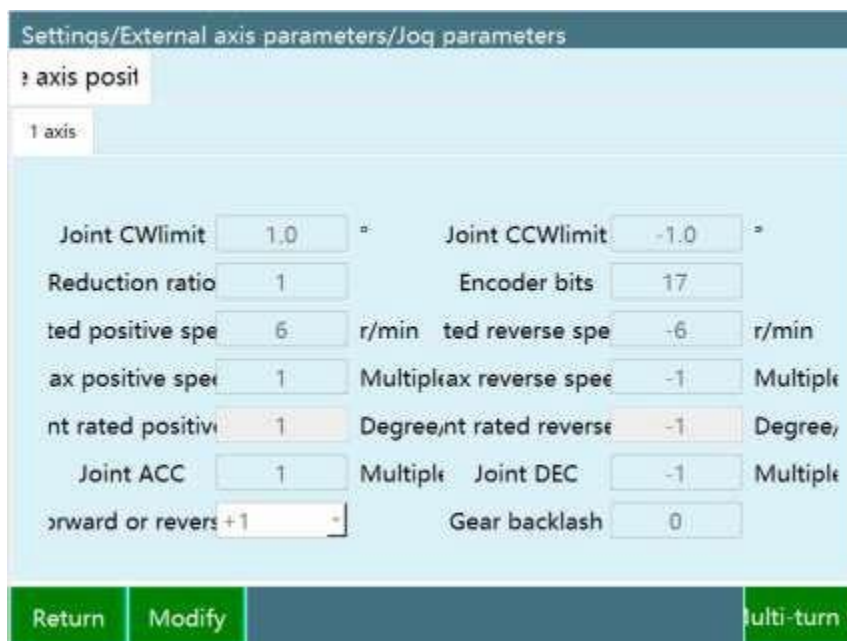 Settings/External axis parameters/Jog parameters
e axis posit
1 axis
Joint CWlimit 1.0 ° Joint CCWlimit -1.0 °
Reduction ratio 1 Encoder bits 17
ted positive spe 6 r/min ted reverse spe -6 r/min
ax positive spee 1 Multiple ax reverse spee -1 Multiple
nt rated positive 1 Degree/ nt rated reverse -1 Degree/
Joint ACC 1 Multiple Joint DEC -1 Multiple
orward or revers +1 Gear backlash 0
Return Modify Multi-turn